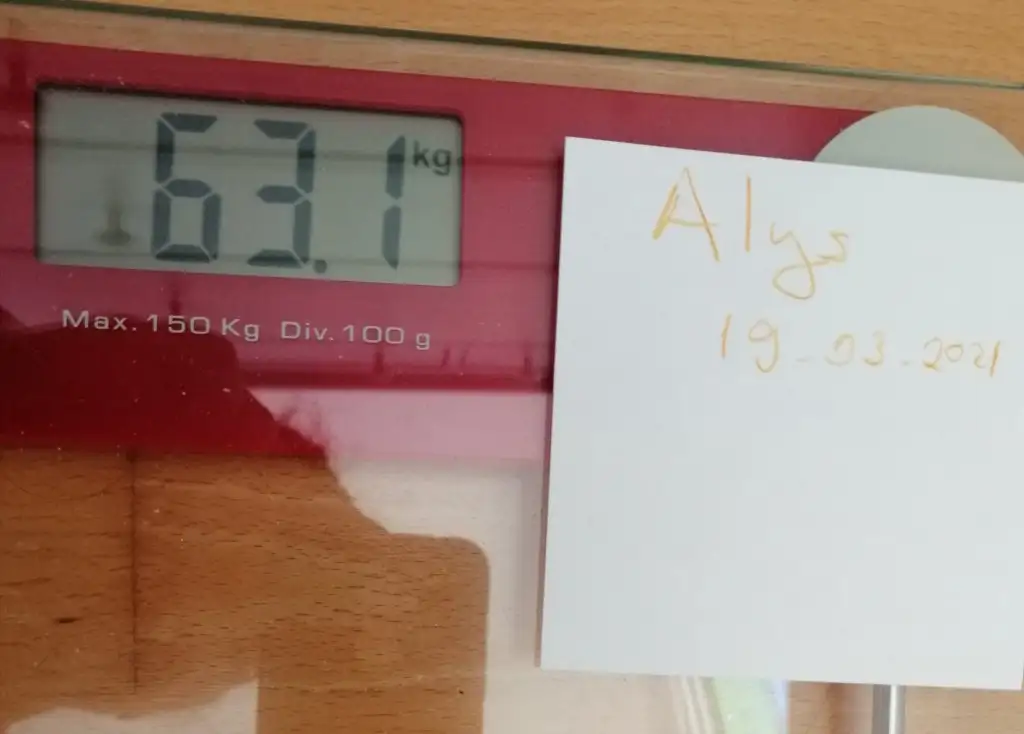 63.1 kg
Max. 150 Kg Div. 100 g
Alys
19-03-2021